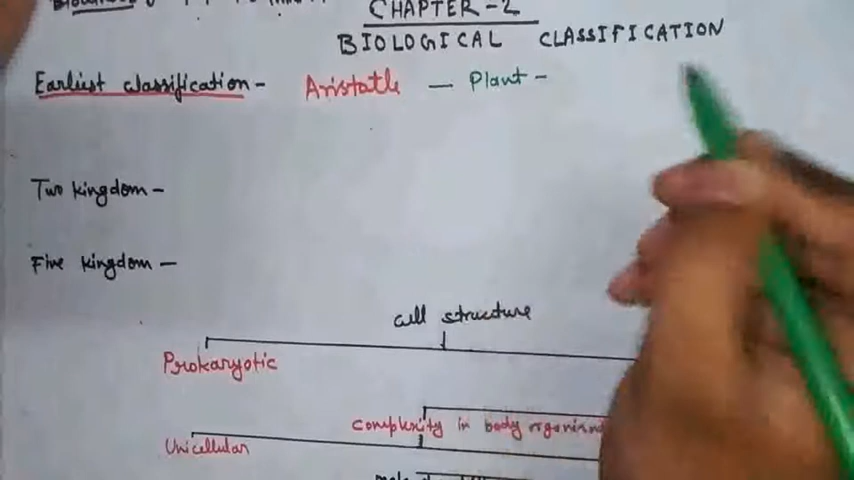 CHAPTER-2
BIOLOGICAL CLASSIFICATION
Earliest classification- Aristotle — Plant -
Two kingdom-
Five kingdom —
cell structure
Prokaryotic
complexity in body
Unicellular